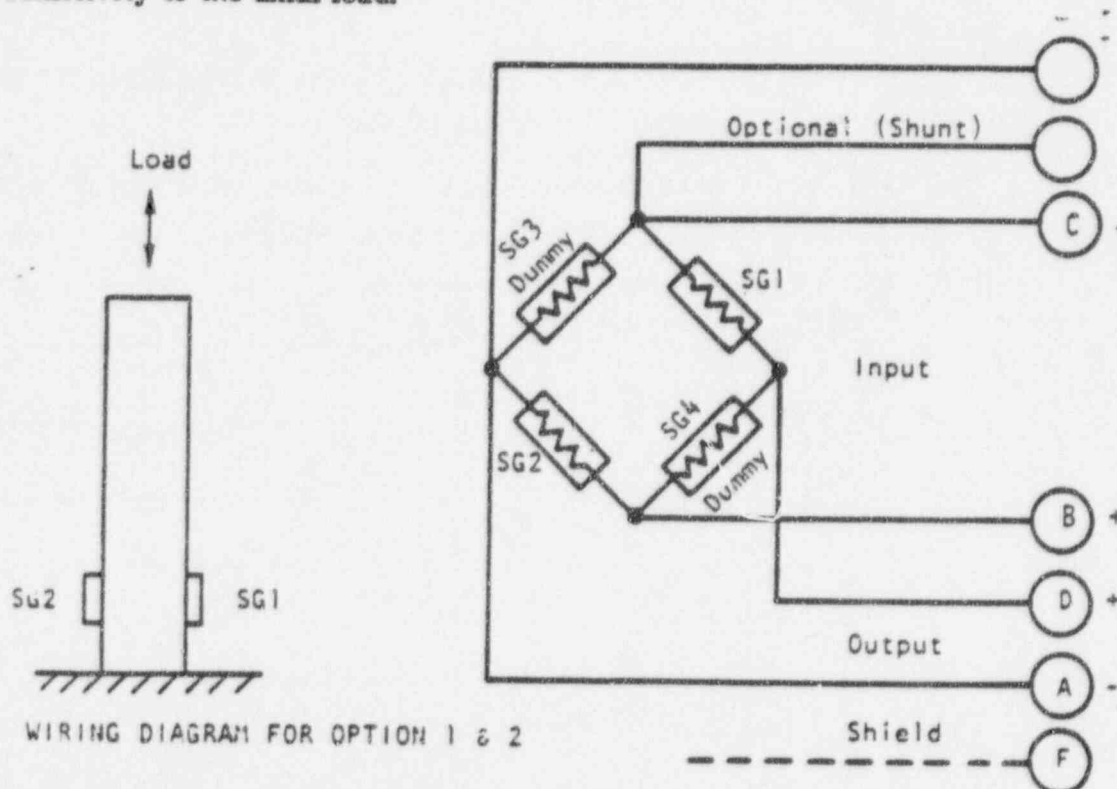 Optional (Shunt)
Load
C
SG3
Dummy
SG1
Input
SG2
SG4
Dummy
B +
Su2 SG1
D +
Output
A -
WIRING DIAGRAM FOR OPTION 1 & 2
Shield
F